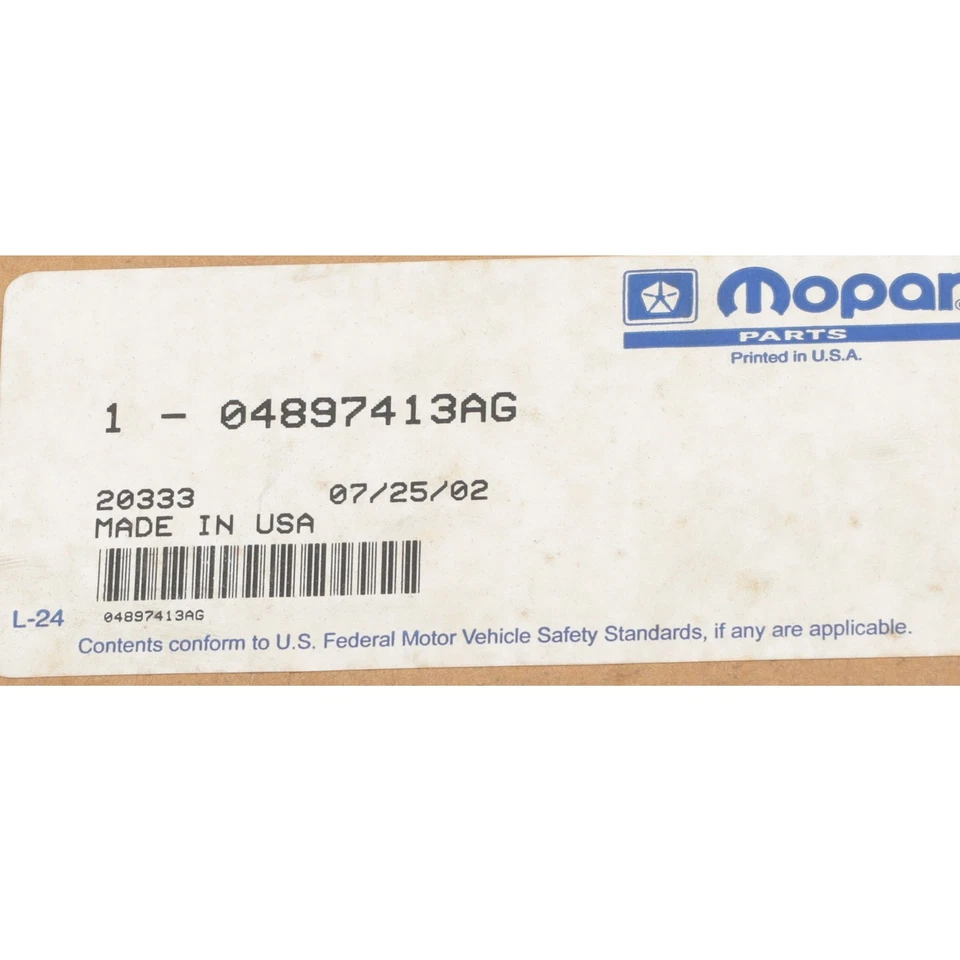 Mopar®
PARTS
Printed in U.S.A.
1 - 04897413AG
20333 07/25/02
MADE IN USA
04897413AG
L-24
Contents conform to U.S. Federal Motor Vehicle Safety Standards, if any are applicable.